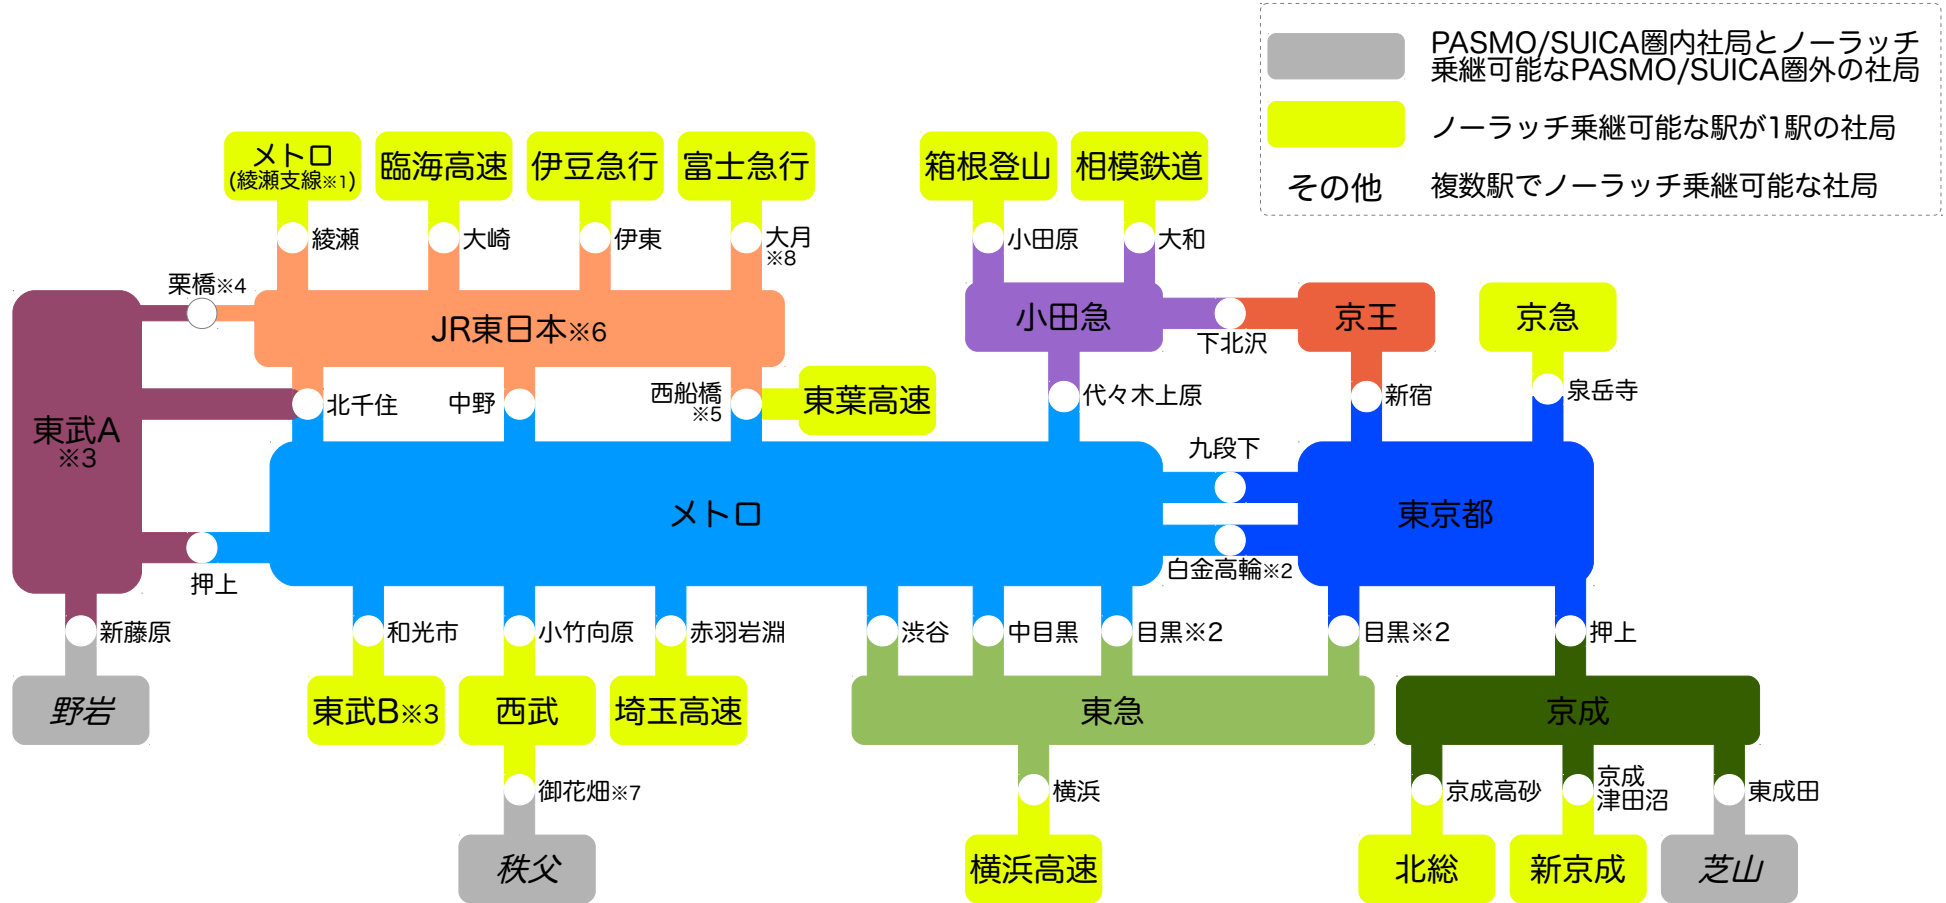 PASMO/SUICA圏内社局とノーラッチ
乗継可能なPASMO/SUICA圏外の社局
ノーラッチ乗継可能な駅が1駅の社局
その他
複数駅でノーラッチ乗継可能な社局
メトロ
(綾瀬支線※1)
臨海高速
伊豆急行
富士急行
箱根登山
相模鉄道
綾瀬
大崎
伊東
大月
※8
小田原
大和
栗橋※4
JR東日本※6
小田急
下北沢
京王
京急
東武A
※3
北千住
中野
西船橋
※5
東葉高速
代々木上原
新宿
泉岳寺
九段下
メトロ
東京都
白金高輪※2
押上
新藤原
和光市
小竹向原
赤羽岩淵
渋谷
中目黒
目黒※2
目黒※2
押上
野岩
東武B※3
西武
埼玉高速
東急
京成
御花畑※7
横浜
京成高砂
京成
津田沼
東成田
秩父
横浜高速
北総
新京成
芝山